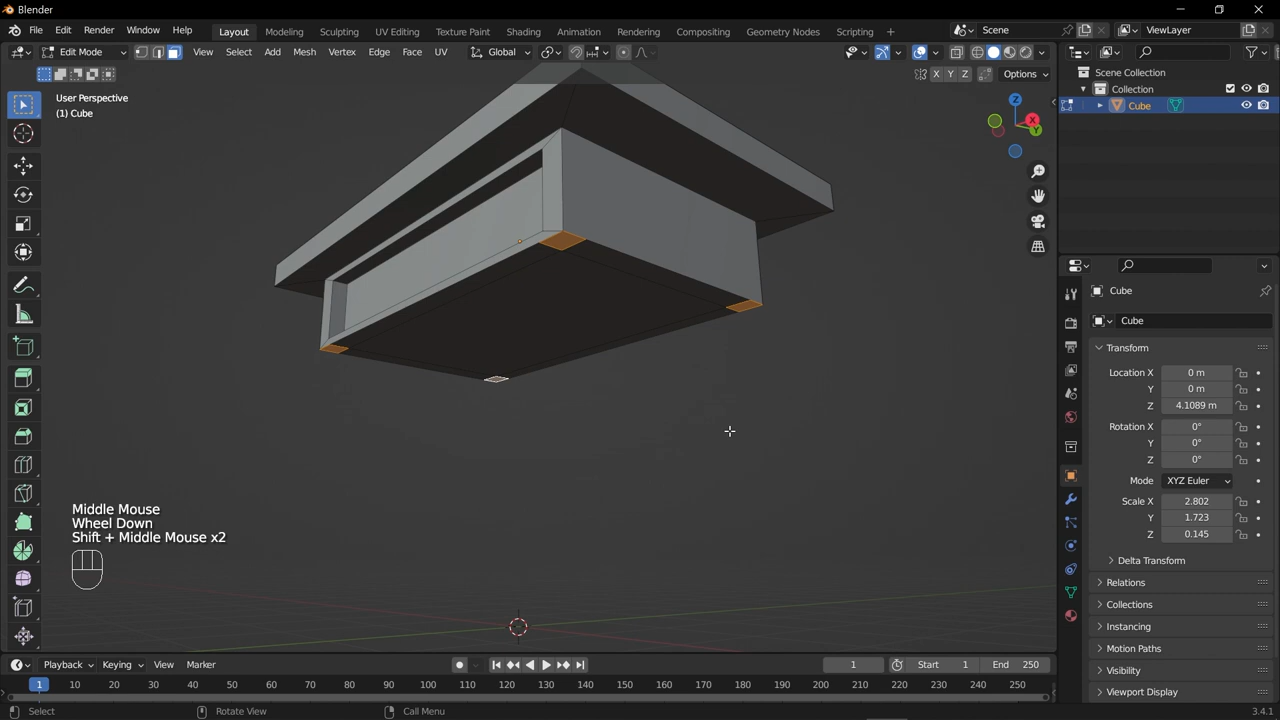 Blender
File Edit Render Window Help Layout Modeling Sculpting UV Editing Texture Paint Shading Animation Rendering Compositing Geometry Nodes Scripting Scene ViewLayer
Edit Mode View Select Add Mesh Vertex Edge Face UV Global
X Y Z Options
User Perspective
(1) Cube
Scene Collection
Collection
Cube
Z
X
Y
Cube
Cube
Transform
Location X 0 m
Y 0 m
Z 4.1089 m
Rotation X 0°
Y 0°
Z 0°
Mode XYZ Euler
Scale X 2.802
Y 1.723
Z 0.145
Delta Transform
Relations
Collections
Instancing
Motion Paths
Visibility
Viewport Display
Middle Mouse
Wheel Down
Shift + Middle Mouse x2
Playback Keying View Marker 1 Start 1 End 250
1 10 20 30 40 50 60 70 80 90 100 110 120 130 140 150 160 170 180 190 200 210 220 230 240 250
Select Rotate View Call Menu 3.4.1